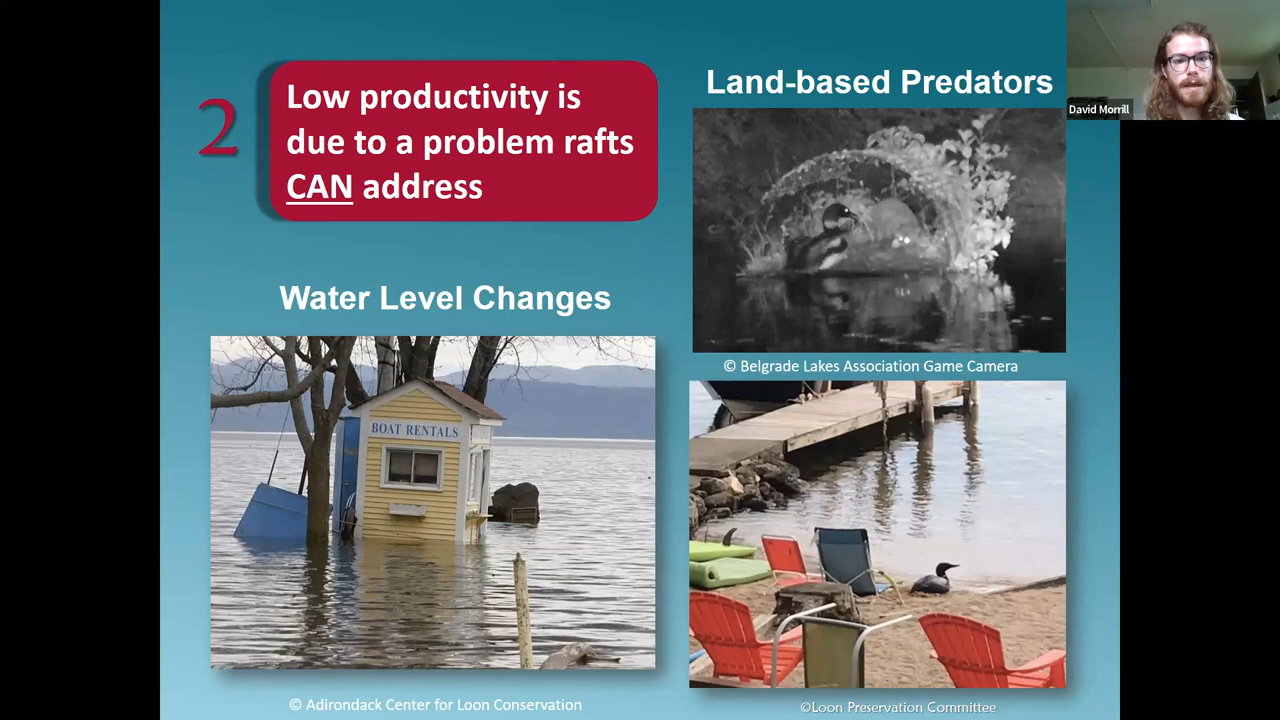 2
Low productivity is
due to a problem rafts
CAN address
Land-based Predators
David Morrill
© Belgrade Lakes Association Game Camera
Water Level Changes
BOAT RENTALS
© Adirondack Center for Loon Conservation
©Loon Preservation Committee